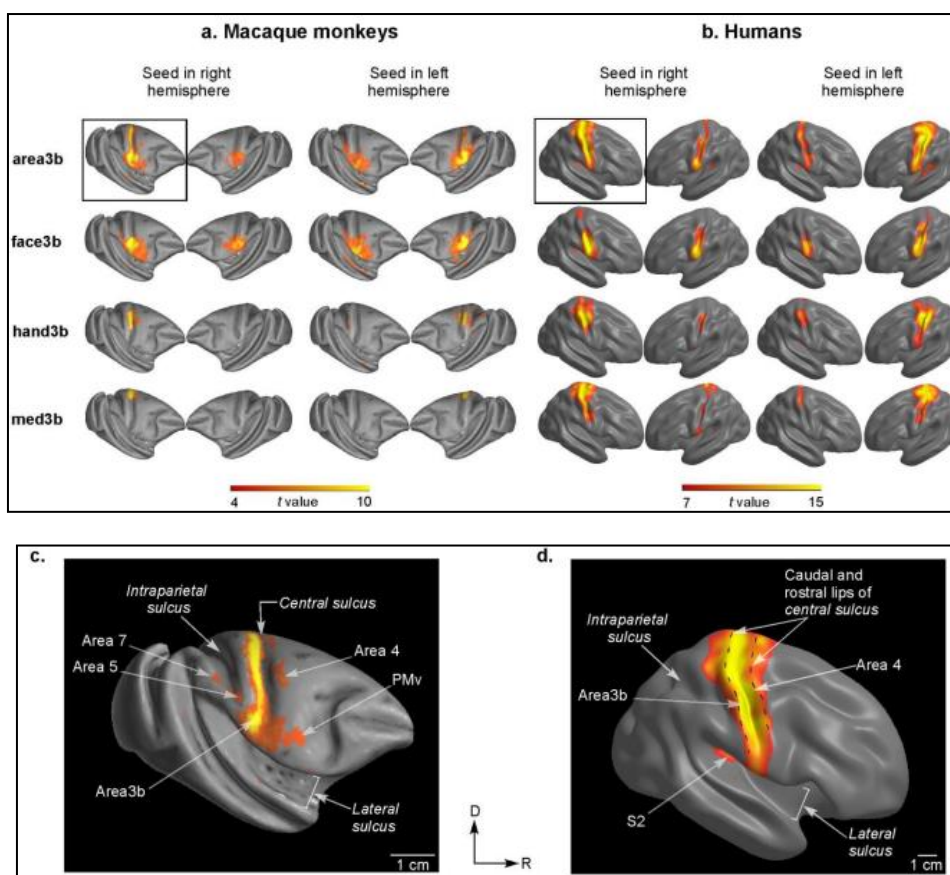 a. Macaque monkeys
b. Humans
Seed in right
hemisphere
Seed in left
hemisphere
Seed in right
hemisphere
Seed in left
hemisphere
area3b
face3b
hand3b
med3b
4 t value 10
7 t value 15
c.
Intraparietal
sulcus
Central sulcus
Area 7
Area 5
Area 4
PMv
Area3b
Lateral
sulcus
1 cm
D
R
d.
Caudal and
rostral lips of
central sulcus
Intraparietal
sulcus
Area 4
Area3b
S2
Lateral
sulcus
1 cm